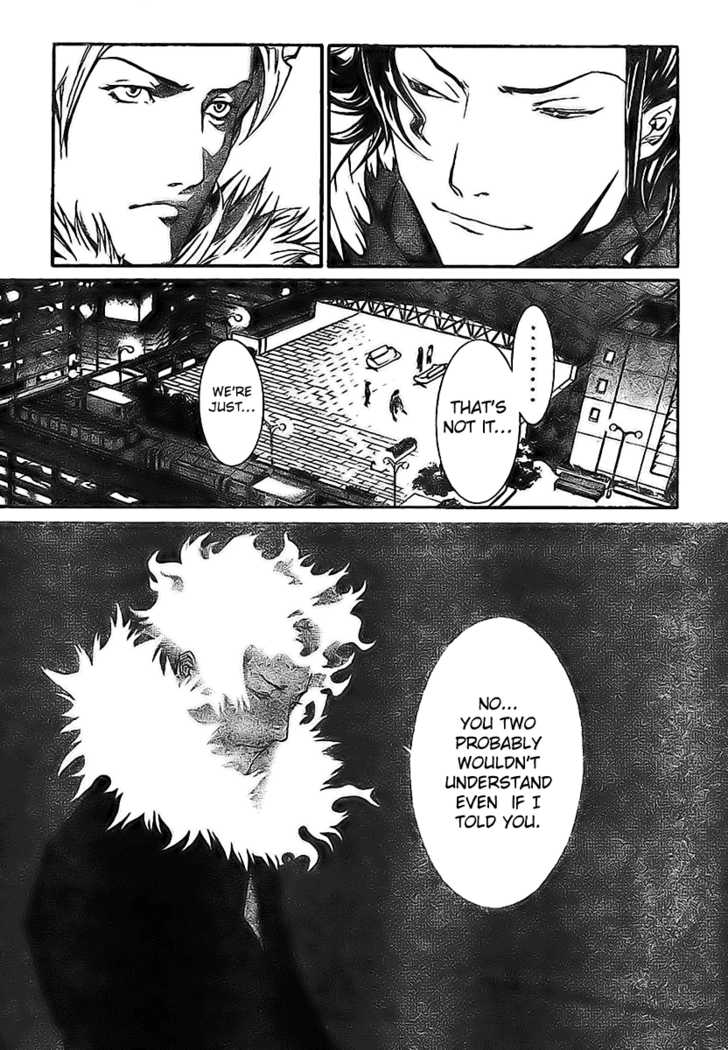 .......
THAT'S
NOT IT...
WE'RE
JUST...
NO...
YOU TWO
PROBABLY
WOULDN'T
UNDERSTAND
EVEN IF I
TOLD YOU.